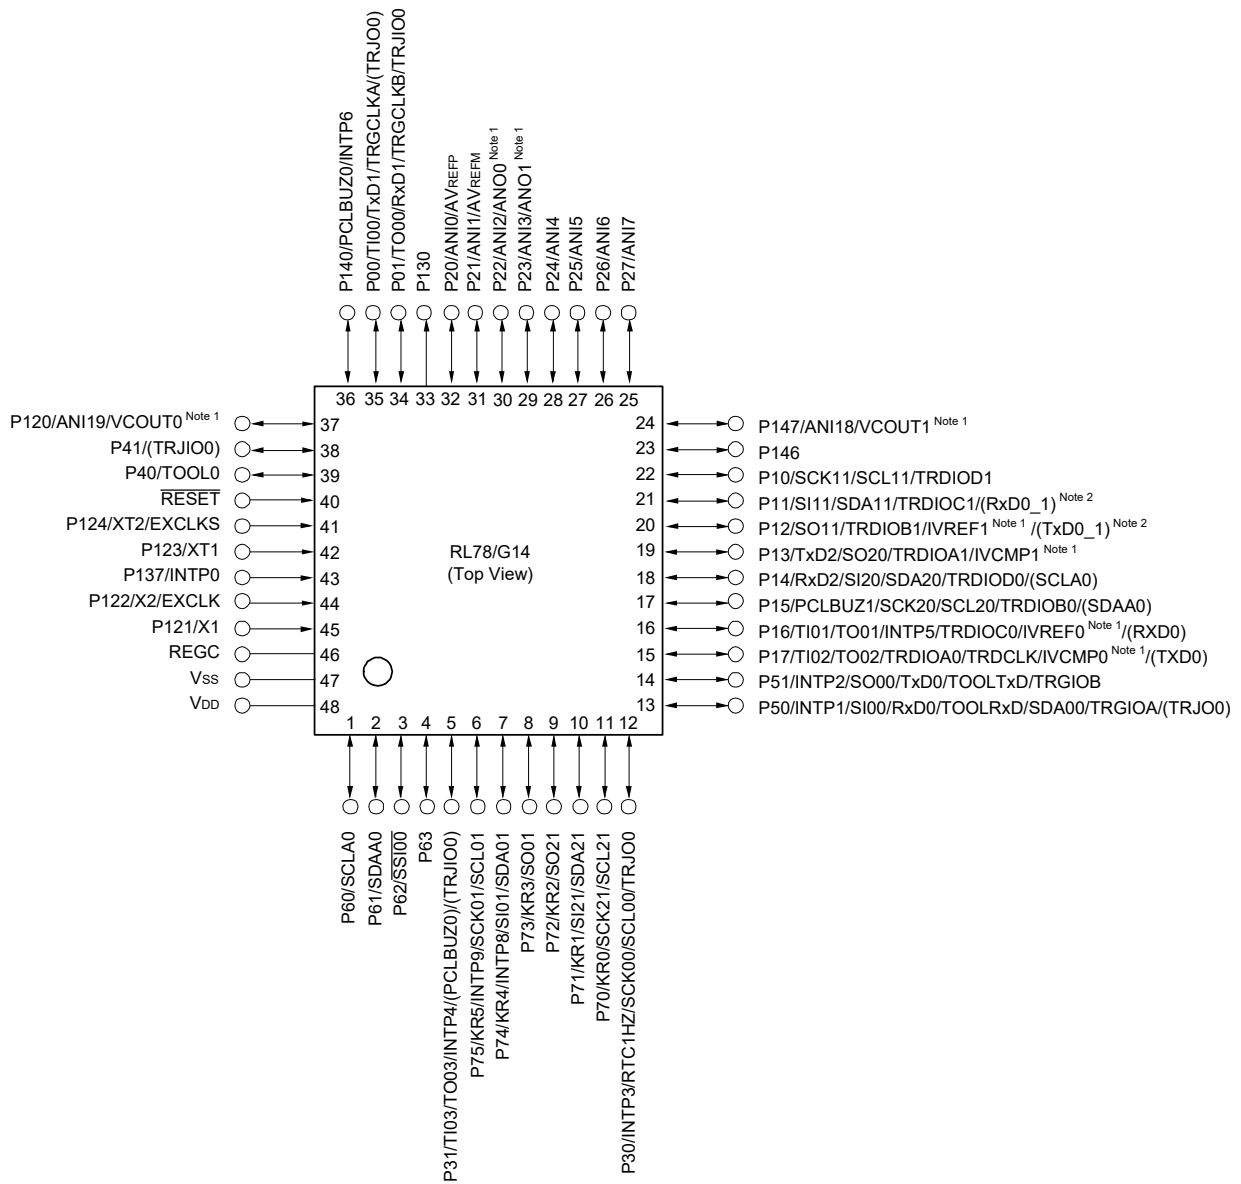 P140/PCLBUZ0/INTP6
P00/TI00/TxD1/TRGCLKA/(TRJO0)
P01/TO00/RxD1/TRGCLKB/TRJIO0
P130
P20/ANI0/AVREFP
P21/ANI1/AVREFM
P22/ANI2/ANO0 Note 1
P23/ANI3/ANO1 Note 1
P24/ANI4
P25/ANI5
P26/ANI6
P27/ANI7
36 35 34 33 32 31 30 29 28 27 26 25
P120/ANI19/VCOUT0 Note 1 37
P41/(TRJIO0) 38
P40/TOOL0 39
RESET 40
P124/XT2/EXCLKS 41
P123/XT1 42
P137/INTP0 43
P122/X2/EXCLK 44
P121/X1 45
REGC 46
VSS 47
VDD 48
RL78/G14
(Top View)
24 P147/ANI18/VCOUT1 Note 1
23 P146
22 P10/SCK11/SCL11/TRDIOD1
21 P11/SI11/SDA11/TRDIOC1/(RxD0_1) Note 2
20 P12/SO11/TRDIOB1/IVREF1 Note 1 /(TxD0_1) Note 2
19 P13/TxD2/SO20/TRDIOA1/IVCMP1 Note 1
18 P14/RxD2/SI20/SDA20/TRDIOD0/(SCLA0)
17 P15/PCLBUZ1/SCK20/SCL20/TRDIOB0/(SDAA0)
16 P16/TI01/TO01/INTP5/TRDIOC0/IVREF0 Note 1 /(RXD0)
15 P17/TI02/TO02/TRDIOA0/TRDCLK/IVCMP0 Note 1 /(TXD0)
14 P51/INTP2/SO00/TxD0/TOOLTxD/TRGIOB
13 P50/INTP1/SI00/RxD0/TOOLRxD/SDA00/TRGIOA/(TRJO0)
1 2 3 4 5 6 7 8 9 10 11 12
P60/SCLA0
P61/SDAA0
P62/SSI00
P63
P31/TI03/TO03/INTP4/(PCLBUZ0)/(TRJIO0)
P75/KR5/INTP9/SCK01/SCL01
P74/KR4/INTP8/SI01/SDA01
P73/KR3/SO01
P72/KR2/SO21
P71/KR1/SI21/SDA21
P70/KR0/SCK21/SCL21
P30/INTP3/RTC1HZ/SCK00/SCL00/TRJO0